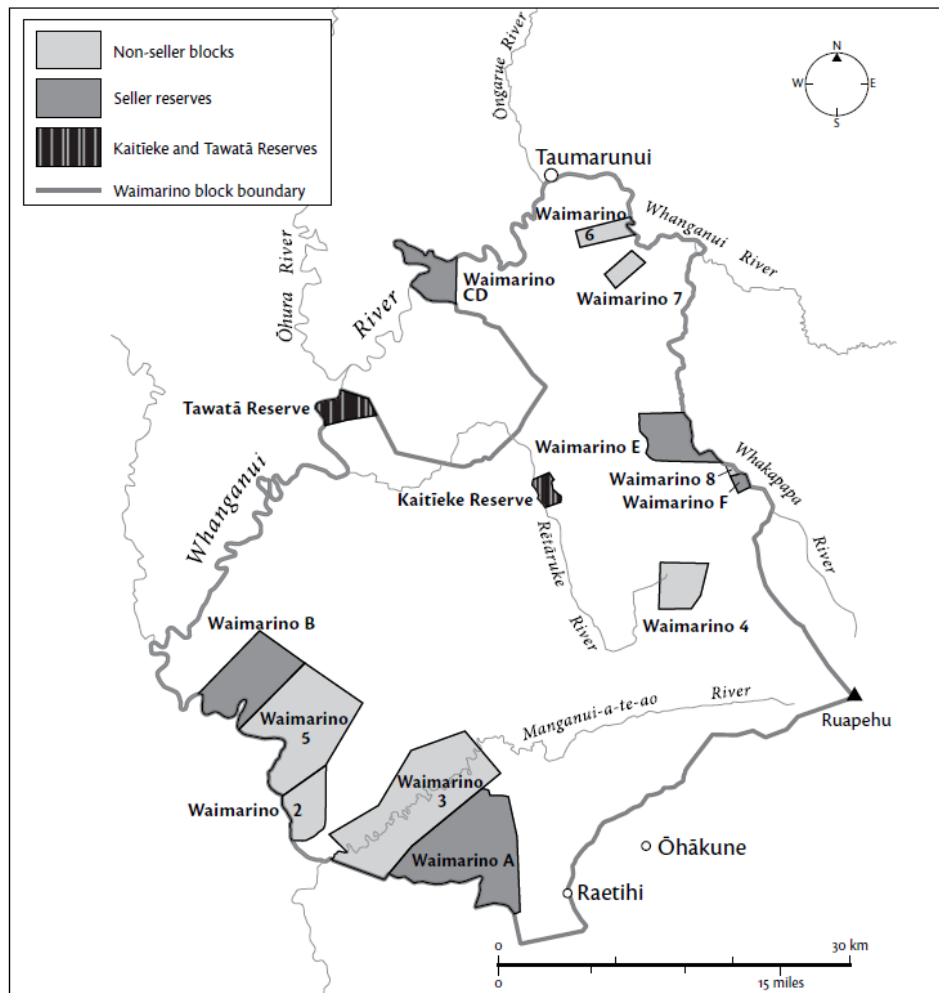 Non-seller blocks
Seller reserves
Kaitīeke and Tawatā Reserves
Waimarino block boundary
N
W E
S
Ōngarue River
Taumarunui
Waimarino
6
Whanganui
River
Waimarino 7
Waimarino
CD
Ōhura River
River
Tawatā Reserve
Waimarino E
Waimarino 8
Waimarino F
Whakapapa
River
Kaitīeke Reserve
Whanganui
Rētāruke
River
Waimarino 4
Waimarino B
Waimarino
5
Manganui-a-te-ao River
Ruapehu
Waimarino 2
Waimarino
3
Waimarino A
Ōhākune
Raetihi
0 30 km
0 15 miles